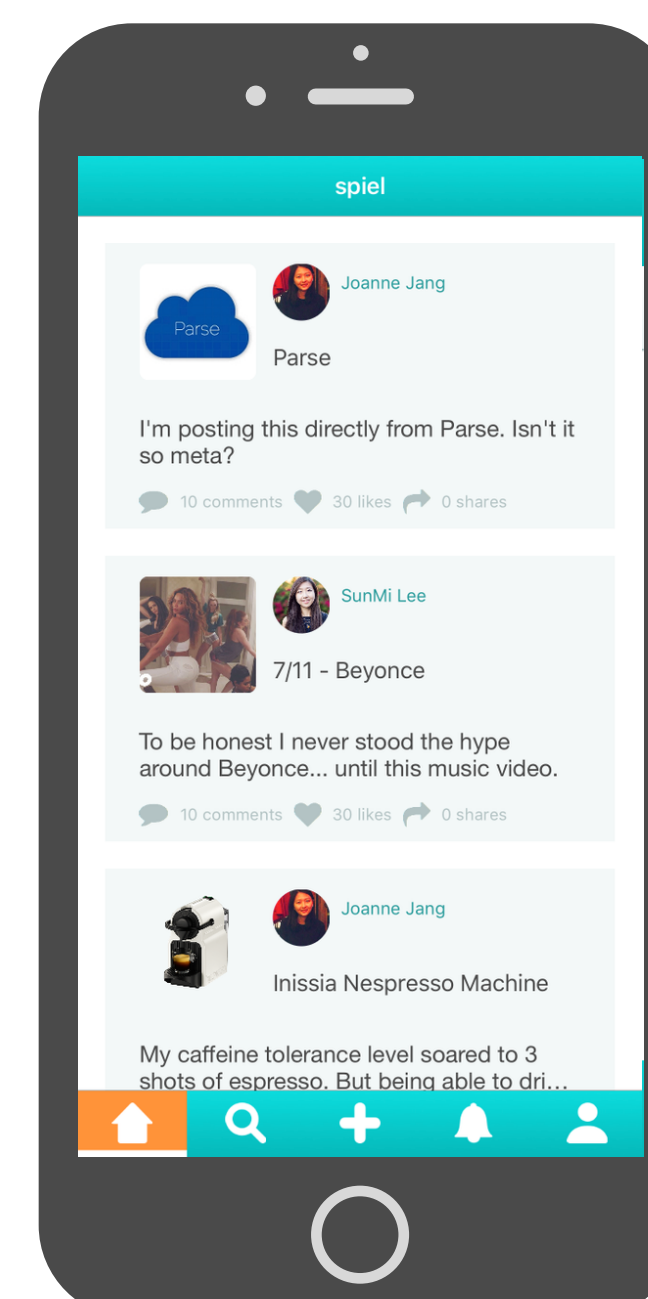 spiel
Parse
Joanne Jang
Parse
I'm posting this directly from Parse. Isn't it
so meta?
10 comments 30 likes 0 shares
SunMi Lee
7/11 - Beyonce
To be honest I never stood the hype
around Beyonce... until this music video.
10 comments 30 likes 0 shares
Joanne Jang
Inissia Nespresso Machine
My caffeine tolerance level soared to 3
shots of espresso. But being able to dri...